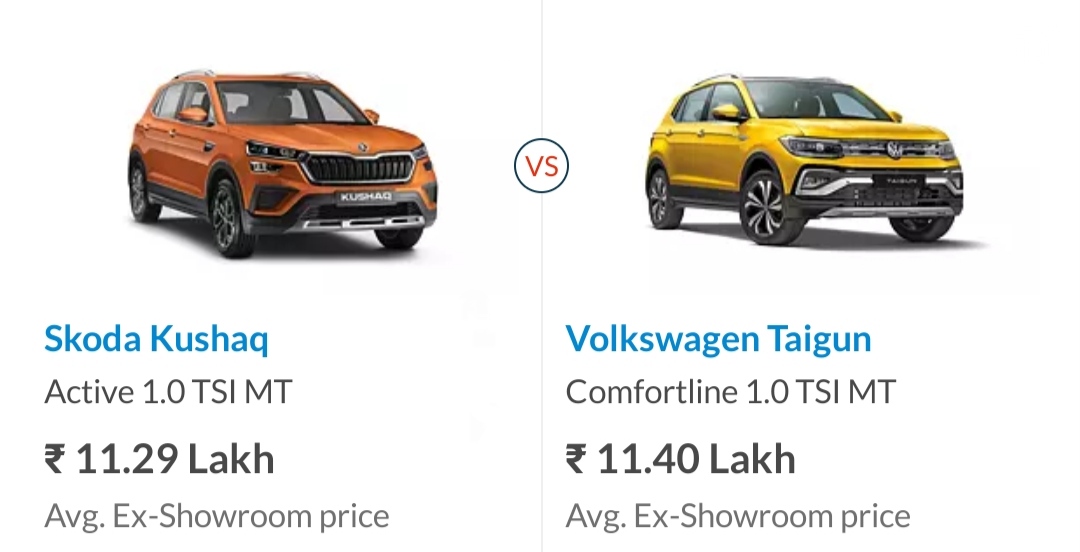 KUSHAQ
VS
TAIGUN
Skoda Kushaq
Active 1.0 TSI MT
₹ 11.29 Lakh
Avg. Ex-Showroom price
Volkswagen Taigun
Comfortline 1.0 TSI MT
₹ 11.40 Lakh
Avg. Ex-Showroom price